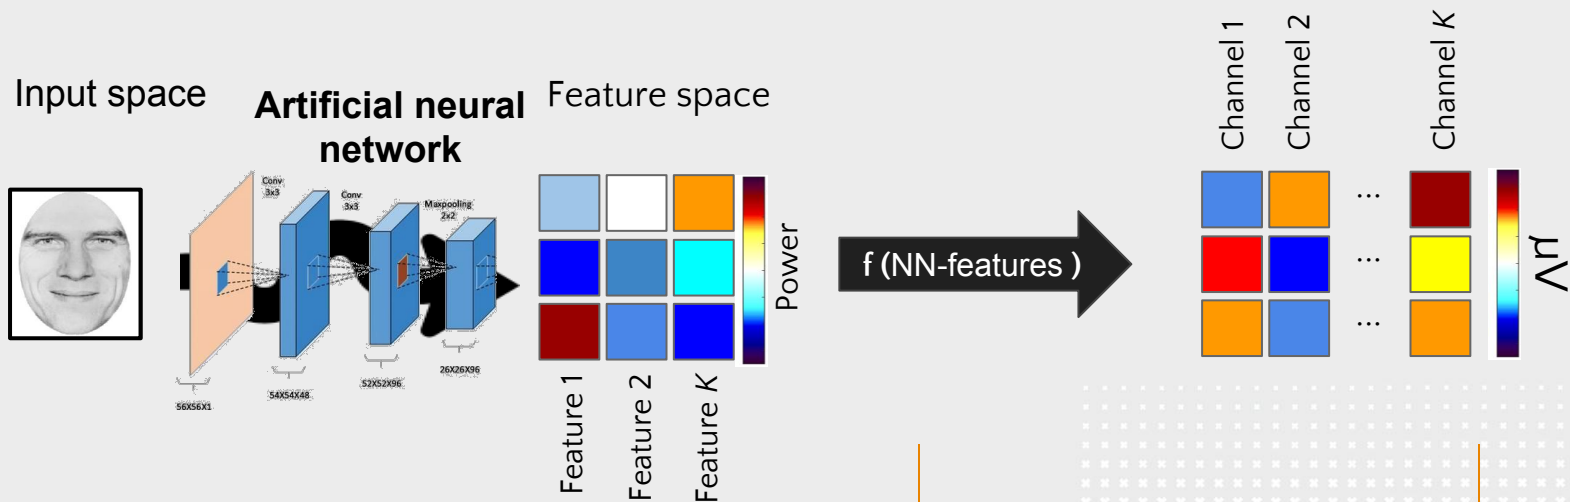 Input space
Artificial neural
network
Feature space
Conv
3x3
Conv
3x3
Maxpooling
2x2
56X56X1
54X54X48
52X52X96
26X26X96
Power
Feature 1
Feature 2
Feature K
f (NN-features )
Channel 1
Channel 2
Channel K
...
...
...
μV